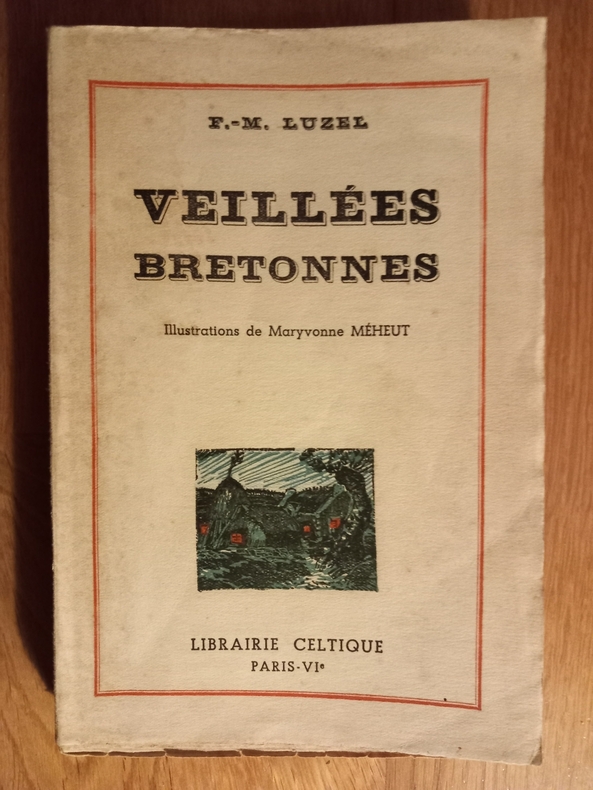 F.-M. LUZEL
VEILLÉES
BRETONNES
Illustrations de Maryvonne MÉHEUT
LIBRAIRIE CELTIQUE
PARIS-VIᵉ